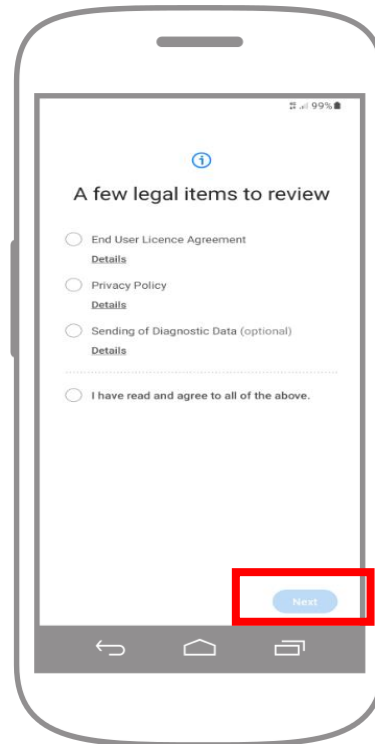 99%
A few legal items to review
End User Licence Agreement
Details
Privacy Policy
Details
Sending of Diagnostic Data (optional)
Details
I have read and agree to all of the above.
Next